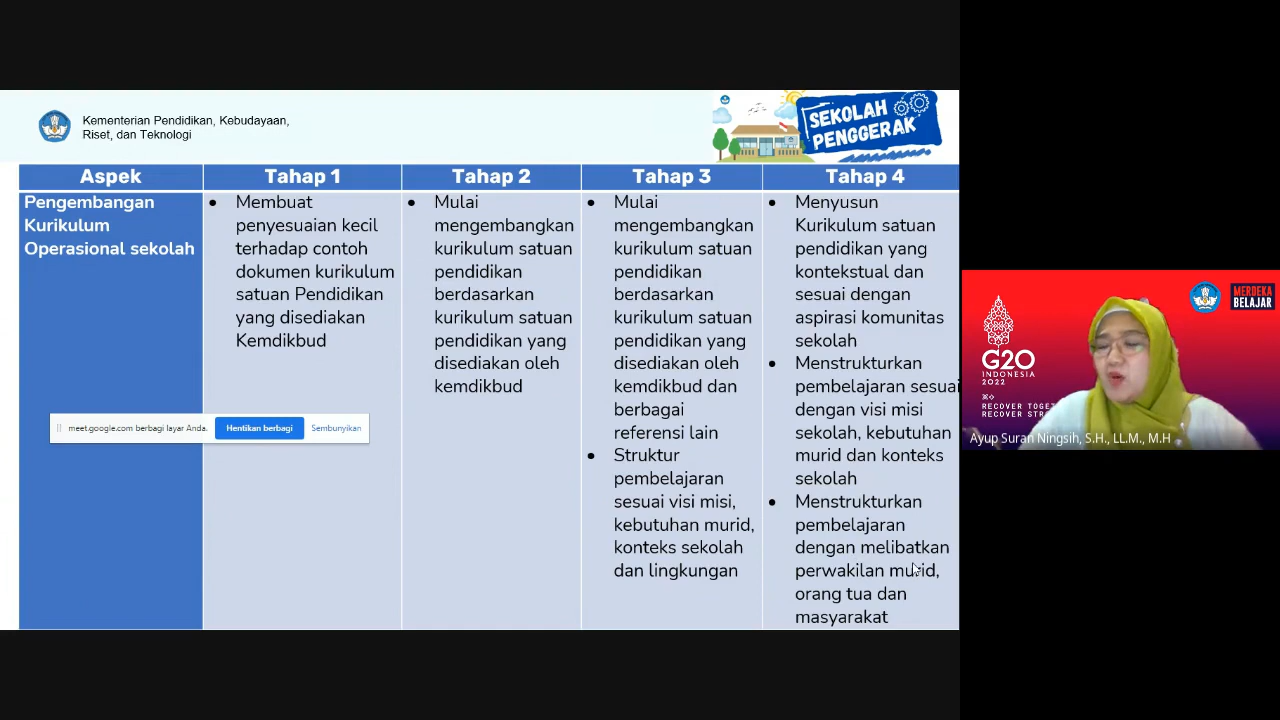 Kementerian Pendidikan, Kebudayaan,
Riset, dan Teknologi
SEKOLAH
PENGGERAK
Aspek
Tahap 1
Tahap 2
Tahap 3
Tahap 4
Pengembangan
Kurikulum
Operasional sekolah
• Membuat
penyesuaian kecil
terhadap contoh
dokumen kurikulum
satuan Pendidikan
yang disediakan
Kemdikbud
• Mulai
mengembangkan
kurikulum satuan
pendidikan
berdasarkan
kurikulum satuan
pendidikan yang
disediakan oleh
kemdikbud
• Mulai
mengembangkan
kurikulum satuan
pendidikan
berdasarkan
kurikulum satuan
pendidikan yang
disediakan oleh
kemdikbud dan
berbagai
referensi lain
• Struktur
pembelajaran
sesuai visi misi,
kebutuhan murid,
konteks sekolah
dan lingkungan
• Menyusun
Kurikulum satuan
pendidikan yang
kontekstual dan
sesuai dengan
aspirasi komunitas
sekolah
• Menstrukturkan
pembelajaran sesuai
dengan visi misi
sekolah, kebutuhan
murid dan konteks
sekolah
• Menstrukturkan
pembelajaran
dengan melibatkan
perwakilan murid,
orang tua dan
masyarakat
meet.google.com berbagi layar Anda.
Hentikan berbagi
Sembunyikan
MERDEKA
BELAJAR
G20
INDONESIA
2022
RECOVER TOGE
RECOVER STR
Ayup Suran Ningsih, S.H., LL.M., M.H